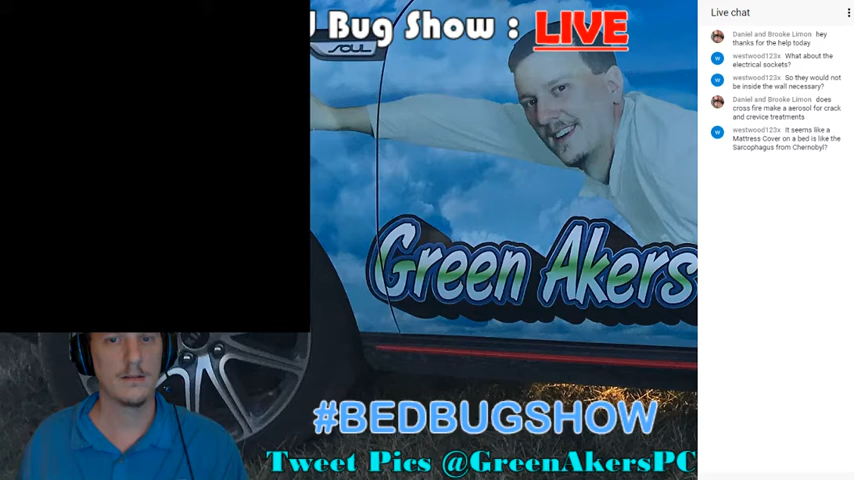 Bug Show : LIVE
SOUL
Green Akers
#BEDBUGSHOW
Tweet Pics @GreenAkersPC
Live chat
Daniel and Brooke Limon hey
thanks for the help today
westwood123x What about the
electrical sockets?
westwood123x So they would not
be inside the wall necessary?
Daniel and Brooke Limon does
cross fire make a aerosol for crack
and crevice treatments
westwood123x It seems like a
Mattress Cover on a bed is like the
Sarcophagus from Chernobyl?